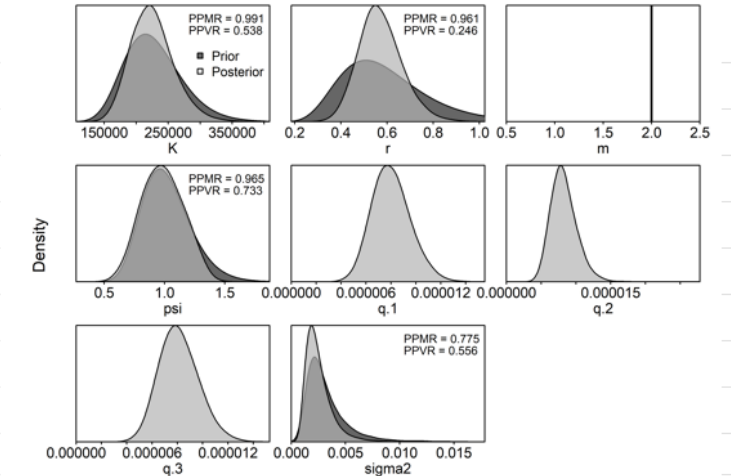 PPMR = 0.991
PPVR = 0.538
Prior
Posterior
150000 250000 350000
K
PPMR = 0.961
PPVR = 0.246
0.2 0.4 0.6 0.8 1.0
r
0.5 1.0 1.5 2.0 2.5
m
Density
PPMR = 0.965
PPVR = 0.733
0.5 1.0 1.5
psi
0.000000 0.000006 0.000012
q.1
0.000000 0.000015
q.2
0.000000 0.000006 0.000012
q.3
PPMR = 0.775
PPVR = 0.556
0.000 0.005 0.010 0.015
sigma2